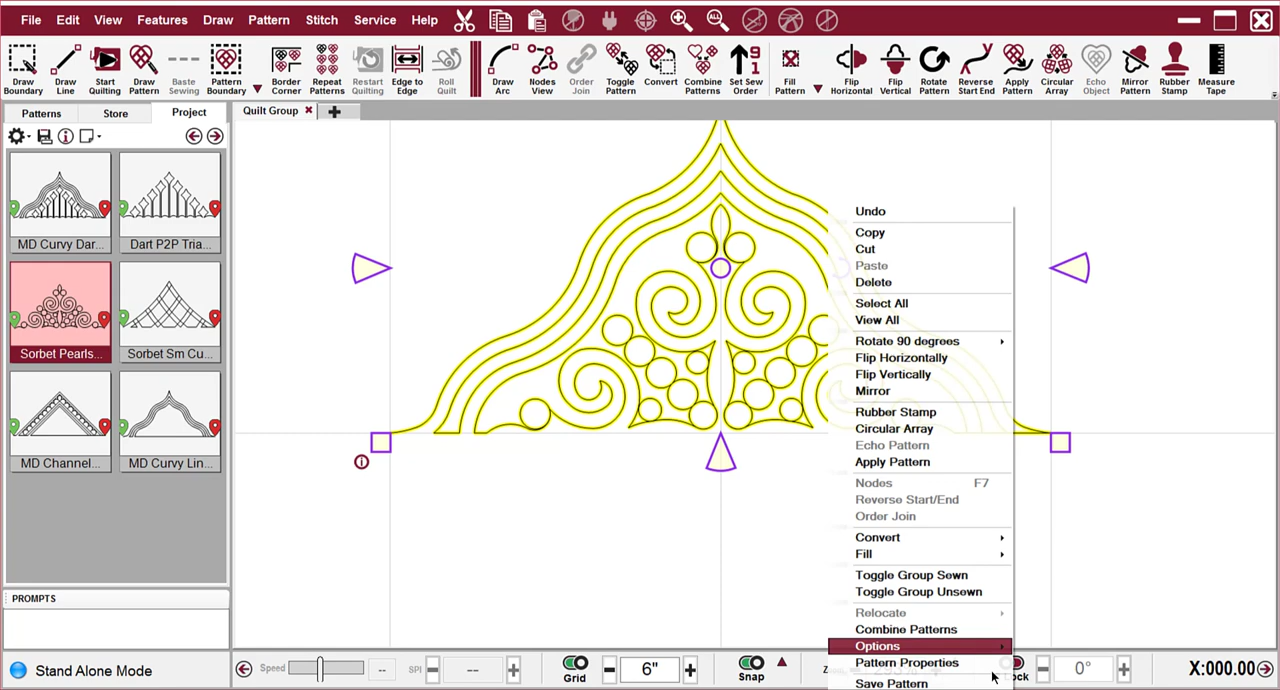 File Edit View Features Draw Pattern Stitch Service Help ALL
Draw Boundary
Draw Line
Start Quilting
Draw Pattern
Baste Sewing
Pattern Boundary
Border Corner
Repeat Patterns
Restart Quilting
Edge to Edge
Roll Quilt
Draw Arc
Nodes View
Order Join
Toggle Pattern
Convert
Combine Patterns
9
1
Set Sew Order
Fill Pattern
Flip Horizontal
Flip Vertical
Rotate Pattern
Reverse Start End
Apply Pattern
Circular Array
Echo Object
Mirror Pattern
Rubber Stamp
Measure Tape
Patterns Store Project
Quilt Group
MD Curvy Dar...
Dart P2P Tria...
Sorbet Pearls...
Sorbet Sm Cu...
MD Channel...
MD Curvy Lin...
PROMPTS
Undo
Copy
Cut
Paste
Delete
Select All
View All
Rotate 90 degrees
Flip Horizontally
Flip Vertically
Mirror
Rubber Stamp
Circular Array
Echo Pattern
Apply Pattern
Nodes F7
Reverse Start/End
Order Join
Convert
Fill
Toggle Group Sewn
Toggle Group Unsewn
Relocate
Combine Patterns
Options
Pattern Properties
Save Pattern
Stand Alone Mode
Speed -- SPI --
Grid 6"
Snap
0°
X:000.00